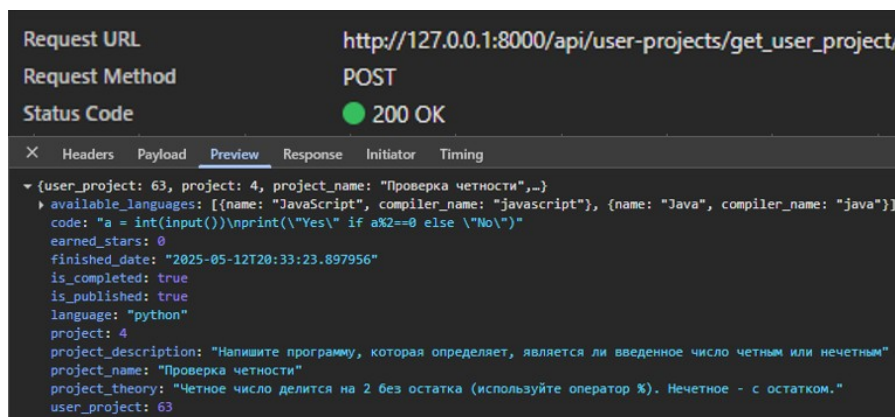 Request URL http://127.0.0.1:8000/api/user-projects/get_user_project/
Request Method POST
Status Code 200 OK
× Headers Payload Preview Response Initiator Timing
▾ {user_project: 63, project: 4, project_name: "Проверка четности",…}
▸ available_languages: [{name: "JavaScript", compiler_name: "javascript"}, {name: "Java", compiler_name: "java"}]
code: "a = int(input())\nprint(\"Yes\" if a%2==0 else \"No\")"
earned_stars: 0
finished_date: "2025-05-12T20:33:23.897956"
is_completed: true
is_published: true
language: "python"
project: 4
project_description: "Напишите программу, которая определяет, является ли введенное число четным или нечетным"
project_name: "Проверка четности"
project_theory: "Четное число делится на 2 без остатка (используйте оператор %). Нечетное - с остатком."
user_project: 63